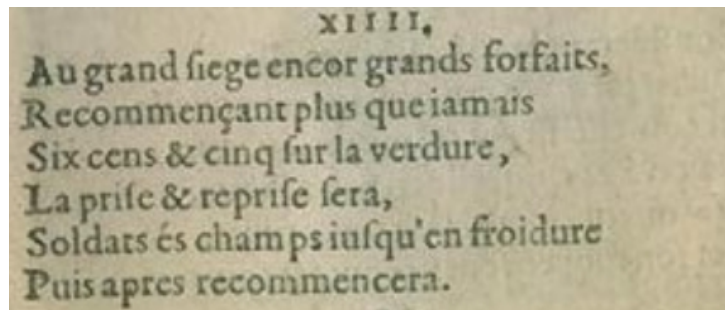 XIIII.
Au grand ſiege encor grands forfaits,
Recommençant plus que iamais
Six cens & cinq ſur la verdure,
La priſe & repriſe ſera,
Soldats és champs iuſqu'en froidure
Puis apres recommencera.